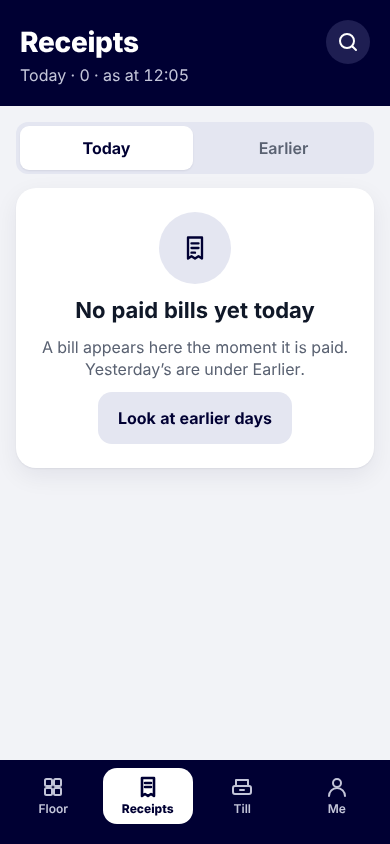 Receipts
Today · 0 · as at 12:05
Today
Earlier
No paid bills yet today
A bill appears here the moment it is paid.
Yesterday's are under Earlier.
Look at earlier days
Floor
Receipts
Till
Me